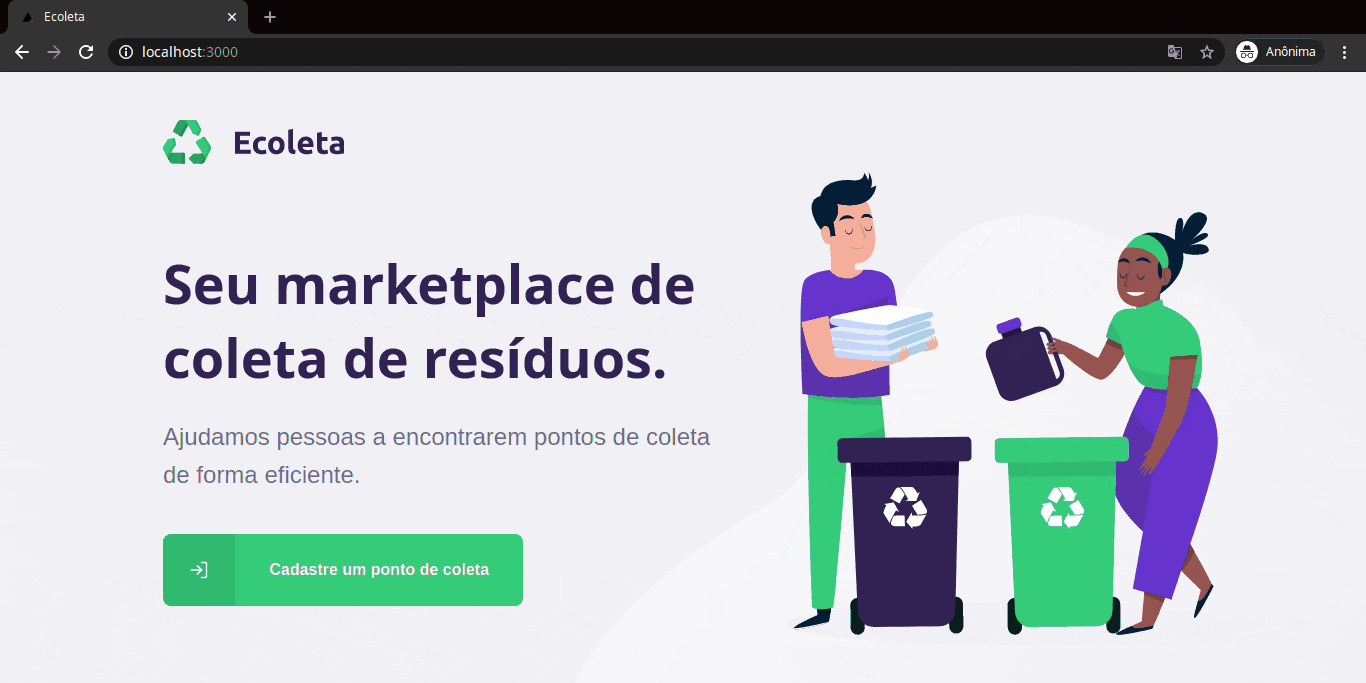 Ecoleta
localhost:3000
Anônima
Ecoleta
Seu marketplace de
coleta de resíduos.
Ajudamos pessoas a encontrarem pontos de coleta
de forma eficiente.
Cadastre um ponto de coleta